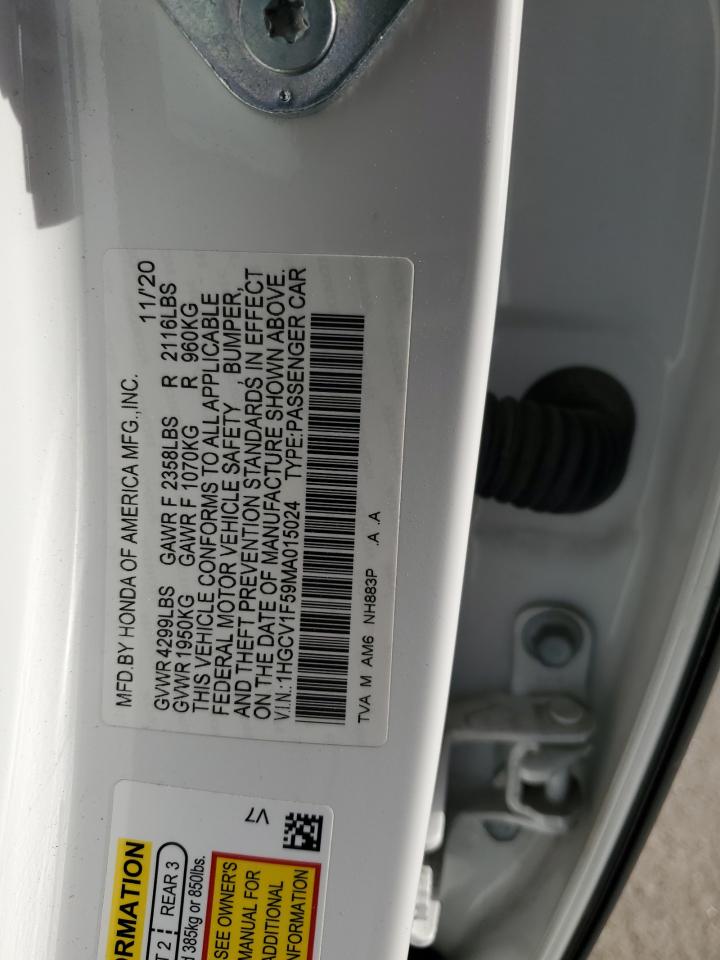 MFD.BY HONDA OF AMERICA MFG.,INC. 11/'20
GVWR 4299LBS GAWR F 2358LBS R 2116LBS
GVWR 1950KG GAWR F 1070KG R 960KG
THIS VEHICLE CONFORMS TO ALL APPLICABLE
FEDERAL MOTOR VEHICLE SAFETY, BUMPER,
AND THEFT PREVENTION STANDARDS IN EFFECT
ON THE DATE OF MANUFACTURE SHOWN ABOVE.
V.I.N.:1HGCV1F59MA015024 TYPE:PASSENGER CAR
TVA M AM6 NH883P .A .A
V7
REAR 3
385kg or 850lbs.
SEE OWNER'S
MANUAL FOR
ADDITIONAL
INFORMATION